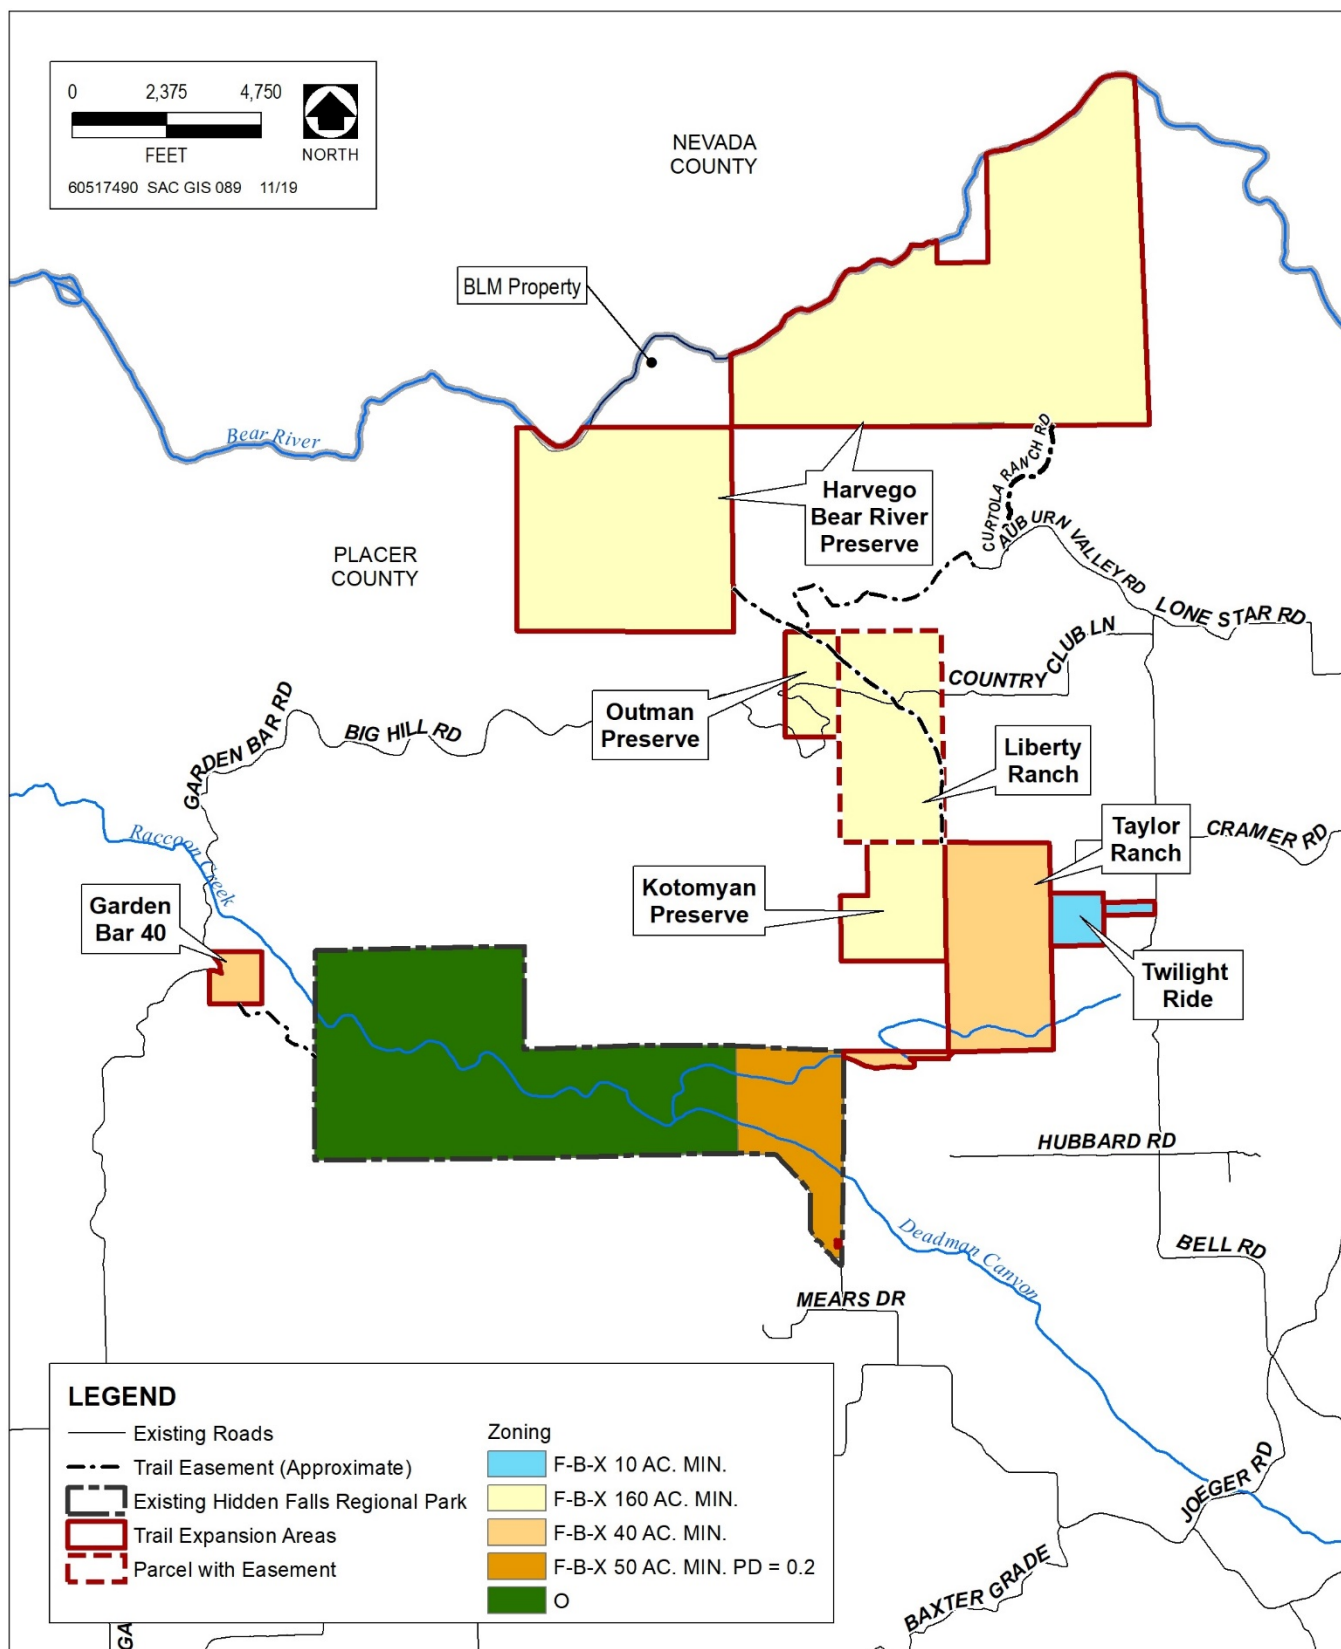 0 2,375 4,750
FEET
NORTH
60517490 SAC GIS 089 11/19
NEVADA
COUNTY
BLM Property
Bear River
Harvego
Bear River
Preserve
CURTOLA RANCH RD
AUBURN VALLEY RD
LONE STAR RD
PLACER
COUNTY
COUNTRY CLUB LN
Outman
Preserve
GARDEN BAR RD
BIG HILL RD
Liberty
Ranch
Taylor
Ranch
CRAMER RD
Raccoon Creek
Garden
Bar 40
Kotomyan
Preserve
Twilight
Ride
HUBBARD RD
Deadman Canyon
BELL RD
MEARS DR
JOEGER RD
BAXTER GRADE
GA
LEGEND
Existing Roads
Trail Easement (Approximate)
Existing Hidden Falls Regional Park
Trail Expansion Areas
Parcel with Easement
Zoning
F-B-X 10 AC. MIN.
F-B-X 160 AC. MIN.
F-B-X 40 AC. MIN.
F-B-X 50 AC. MIN. PD = 0.2
O